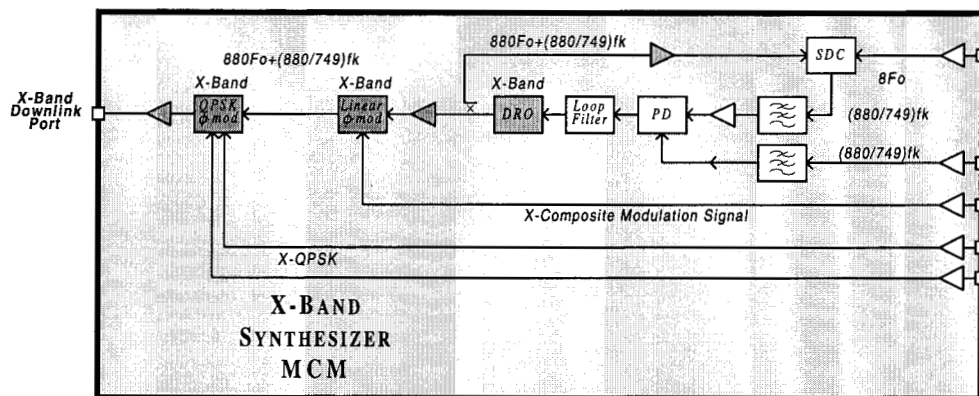 880Fo+(880/749)fk
880Fo+(880/749)fk
SDC
X-Band
Downlink
Port
X-Band
QPSK
Φ-mod
X-Band
Linear
Φ-mod
X-Band
DRO
Loop
Filter
PD
8Fo
(880/749)fk
(880/749)fk
X-Composite Modulation Signal
X-QPSK
X-BAND
SYNTHESIZER
MCM